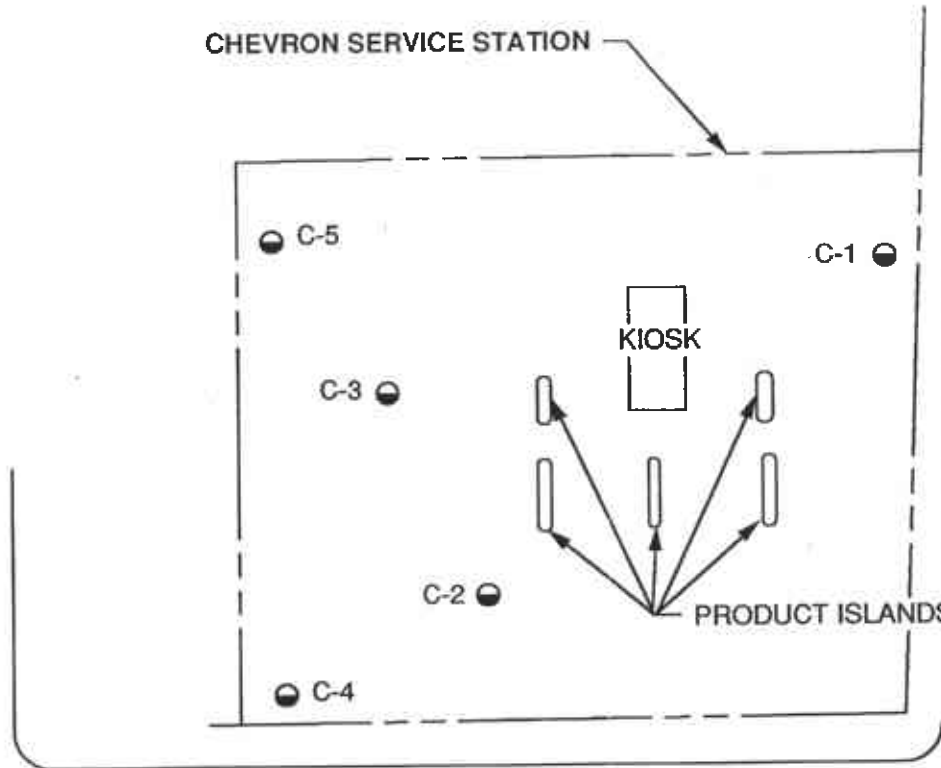 CHEVRON SERVICE STATION
C-5
C-1
KIOSK
C-3
C-2
PRODUCT ISLANDS
C-4